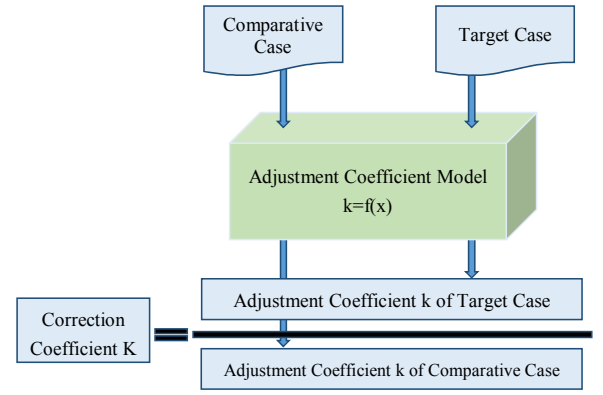 Comparative
Case
Target Case
Adjustment Coefficient Model
k=f(x)
Adjustment Coefficient k of Target Case
Correction
Coefficient K
Adjustment Coefficient k of Comparative Case